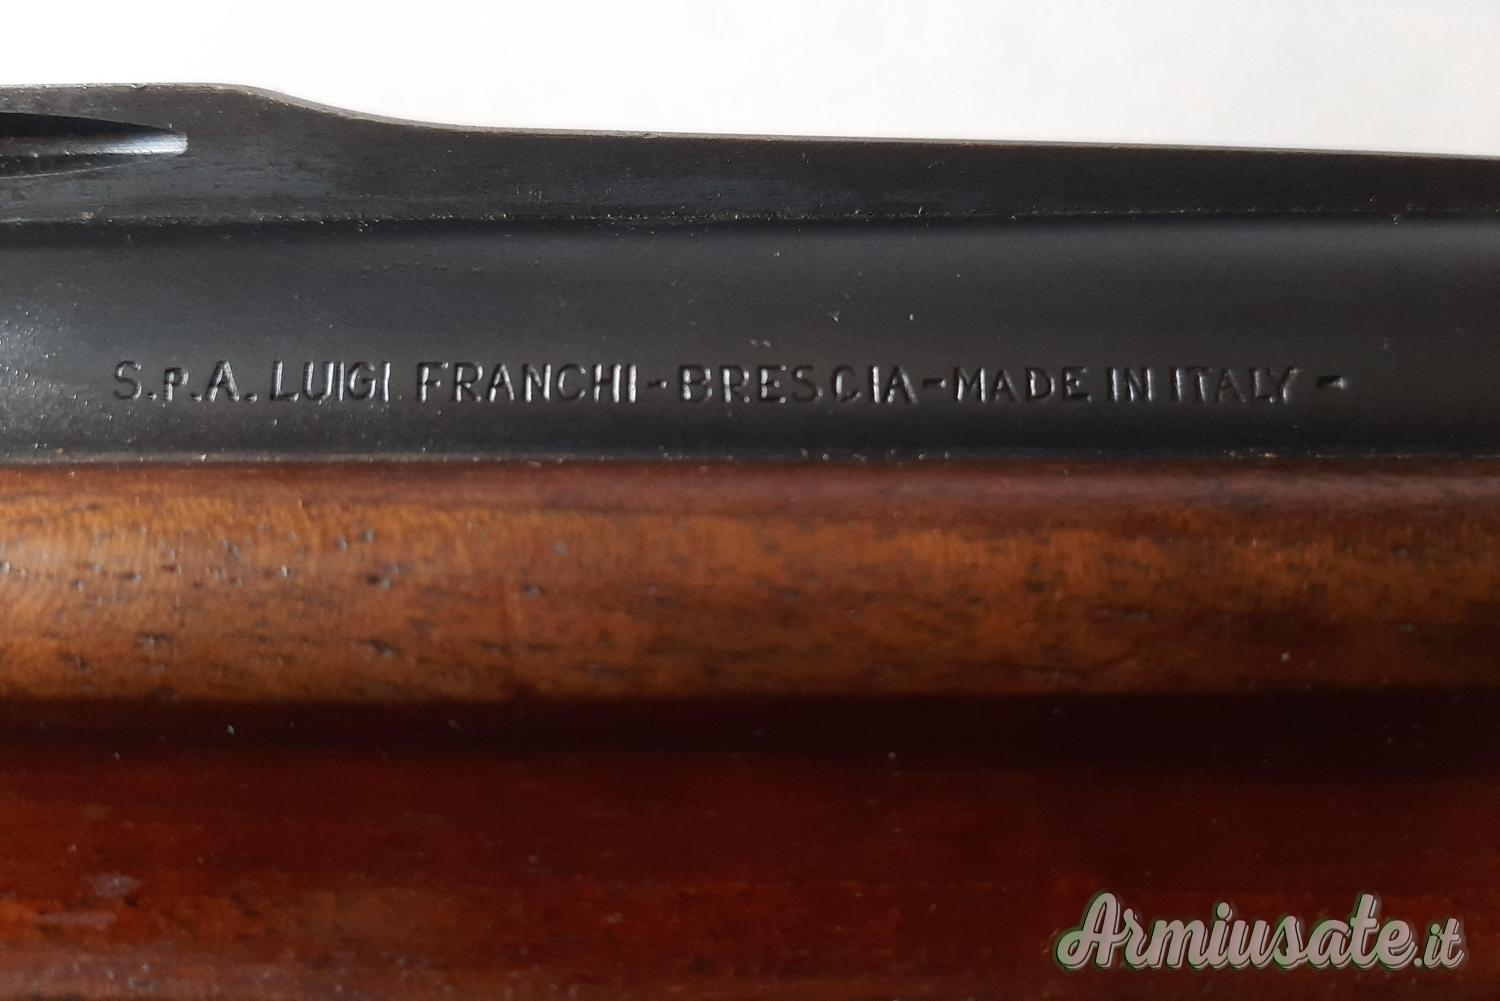 S.P.A. LUIGI FRANCHI-BRESCIA-MADE IN ITALY -
Armiusate.it